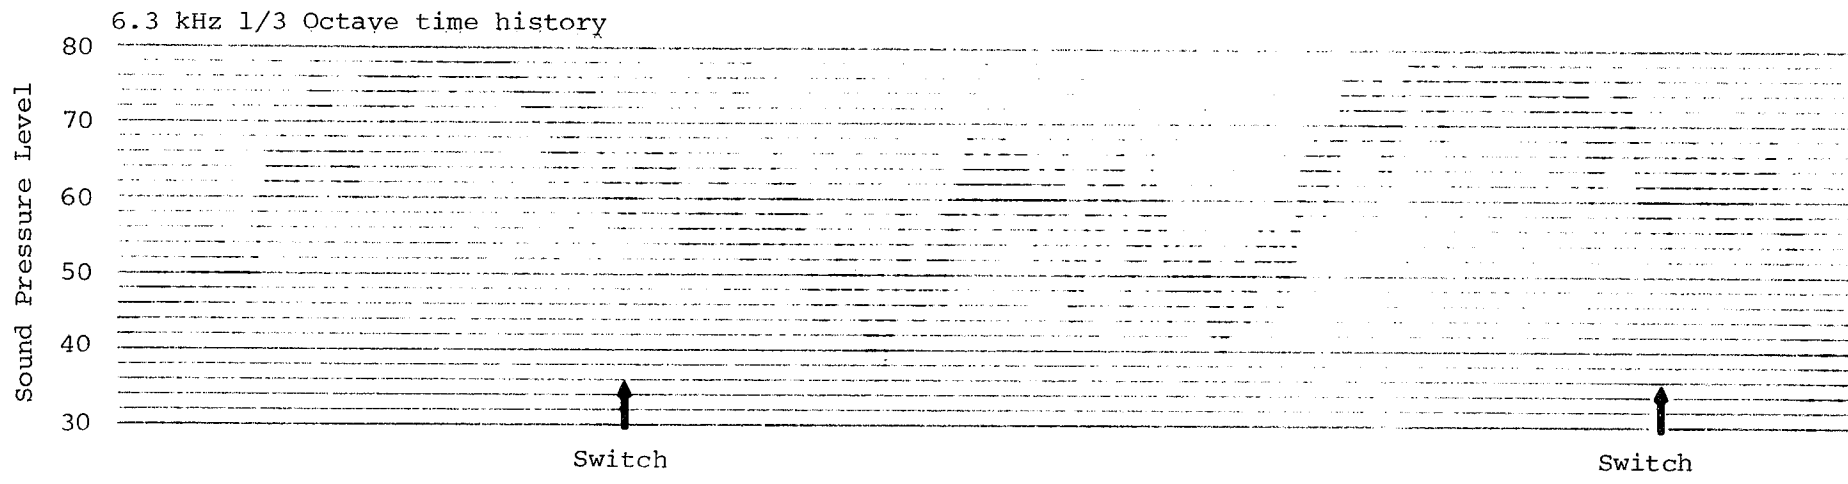 6.3 kHz 1/3 Octave time history
80
70
60
50
40
30
Sound Pressure Level
Switch
Switch